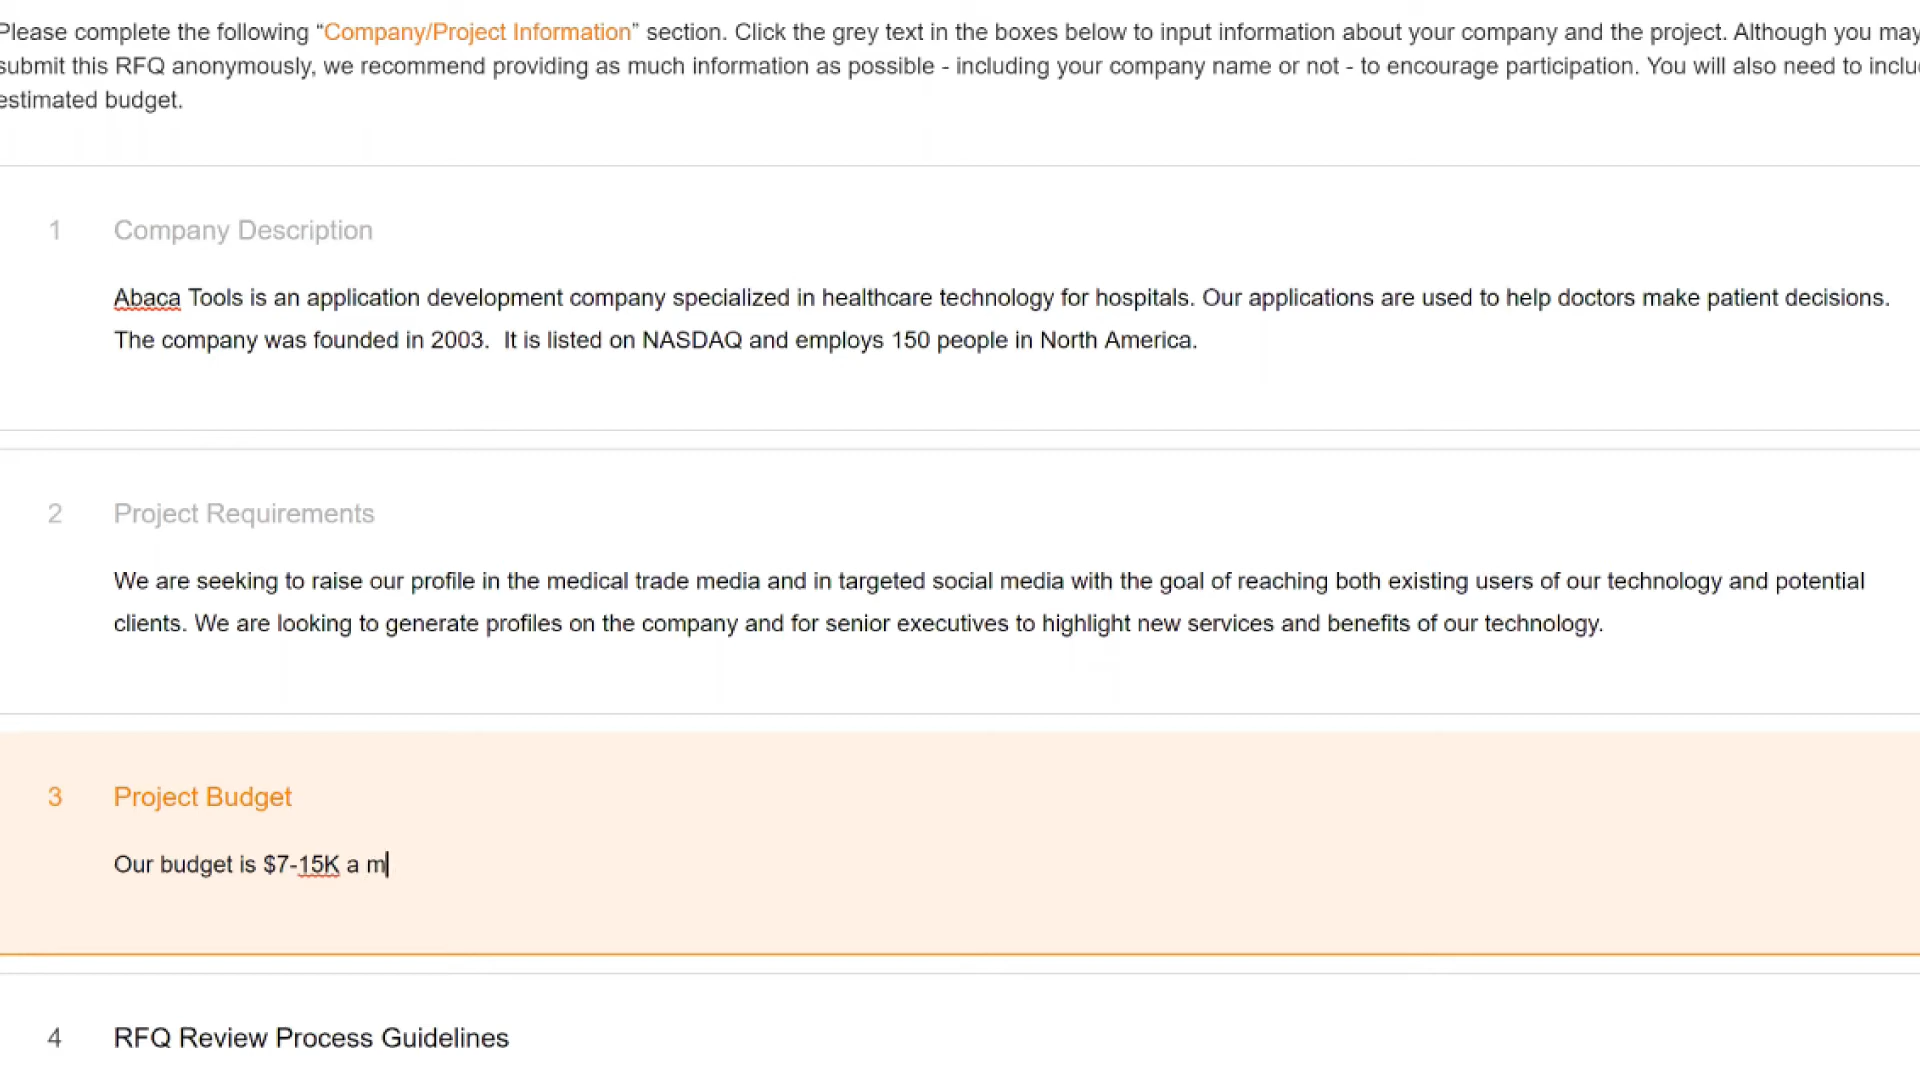 Please complete the following “Company/Project Information” section. Click the grey text in the boxes below to input information about your company and the project. Although you may
submit this RFQ anonymously, we recommend providing as much information as possible - including your company name or not - to encourage participation. You will also need to
estimated budget.
1 Company Description
Abaca Tools is an application development company specialized in healthcare technology for hospitals. Our applications are used to help doctors make patient decisions.
The company was founded in 2003.  It is listed on NASDAQ and employs 150 people in North America.
2 Project Requirements
We are seeking to raise our profile in the medical trade media and in targeted social media with the goal of reaching both existing users of our technology and potential
clients. We are looking to generate profiles on the company and for senior executives to highlight new services and benefits of our technology.
3 Project Budget
Our budget is $7-15K a m
4 RFQ Review Process Guidelines